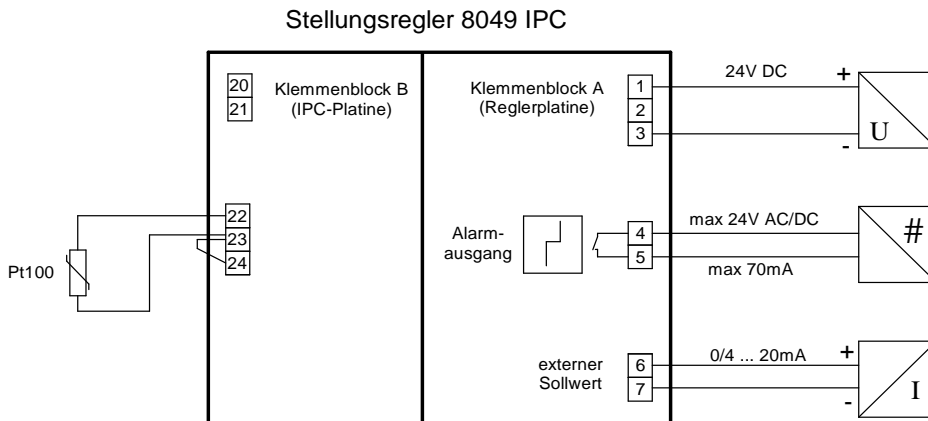 Stellungsregler 8049 IPC
20
21
Klemmenblock B
(IPC-Platine)
Klemmenblock A
(Reglerplatine)
1
2
3
24V DC
+
-
U
22
23
24
Pt100
Alarm-
ausgang
4
5
max 24V AC/DC
max 70mA
#
externer
Sollwert
6
7
0/4 ... 20mA
+
-
I